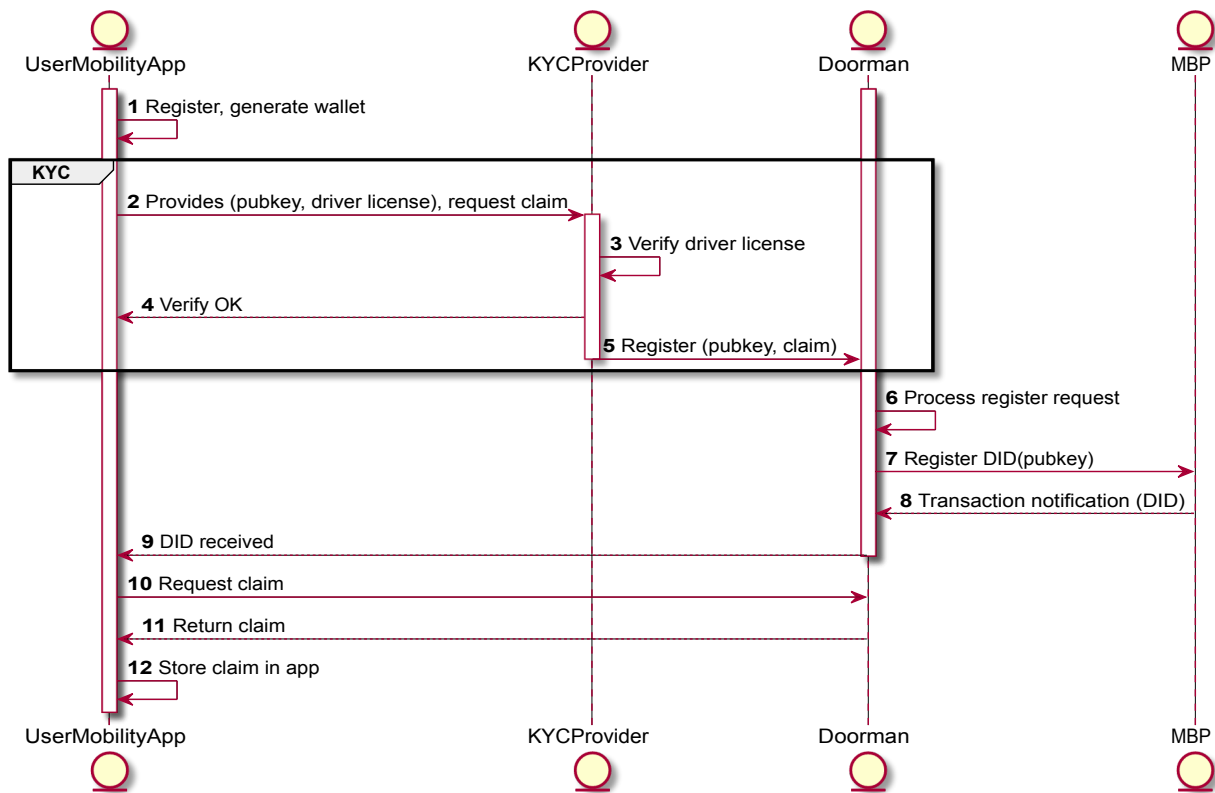 UserMobilityApp KYCProvider Doorman MBP
1 Register, generate wallet
KYC
2 Provides (pubkey, driver license), request claim
3 Verify driver license
4 Verify OK
5 Register (pubkey, claim)
6 Process register request
7 Register DID(pubkey)
8 Transaction notification (DID)
9 DID received
10 Request claim
11 Return claim
12 Store claim in app
UserMobilityApp KYCProvider Doorman MBP